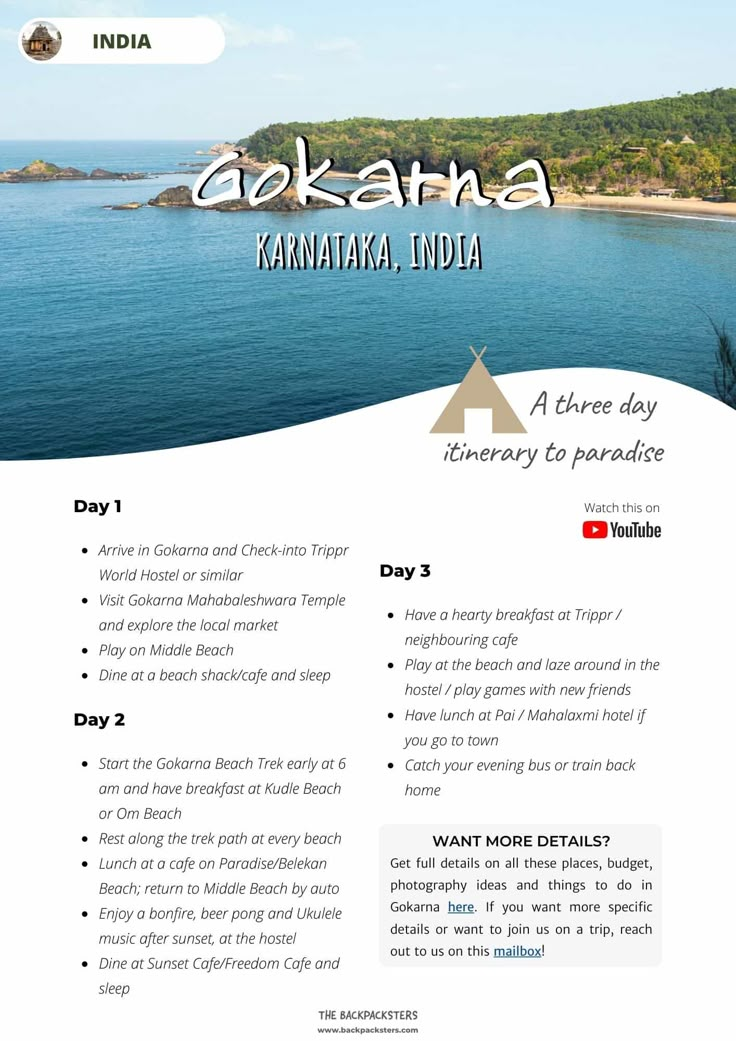 INDIA
Gokarna
KARNATAKA, INDIA
A three day
itinerary to paradise
Day 1
• Arrive in Gokarna and Check-into Trippr
World Hostel or similar
• Visit Gokarna Mahabaleshwara Temple
and explore the local market
• Play on Middle Beach
• Dine at a beach shack/cafe and sleep
Day 2
• Start the Gokarna Beach Trek early at 6
am and have breakfast at Kudle Beach
or Om Beach
• Rest along the trek path at every beach
• Lunch at a cafe on Paradise/Belekan
Beach; return to Middle Beach by auto
• Enjoy a bonfire, beer pong and Ukulele
music after sunset, at the hostel
• Dine at Sunset Cafe/Freedom Cafe and
sleep
Watch this on
YouTube
Day 3
• Have a hearty breakfast at Trippr /
neighbouring cafe
• Play at the beach and laze around in the
hostel / play games with new friends
• Have lunch at Pai / Mahalaxmi hotel if
you go to town
• Catch your evening bus or train back
home
WANT MORE DETAILS?
Get full details on all these places, budget,
photography ideas and things to do in
Gokarna here. If you want more specific
details or want to join us on a trip, reach
out to us on this mailbox!
THE BACKPACKSTERS
www.backpacksters.com